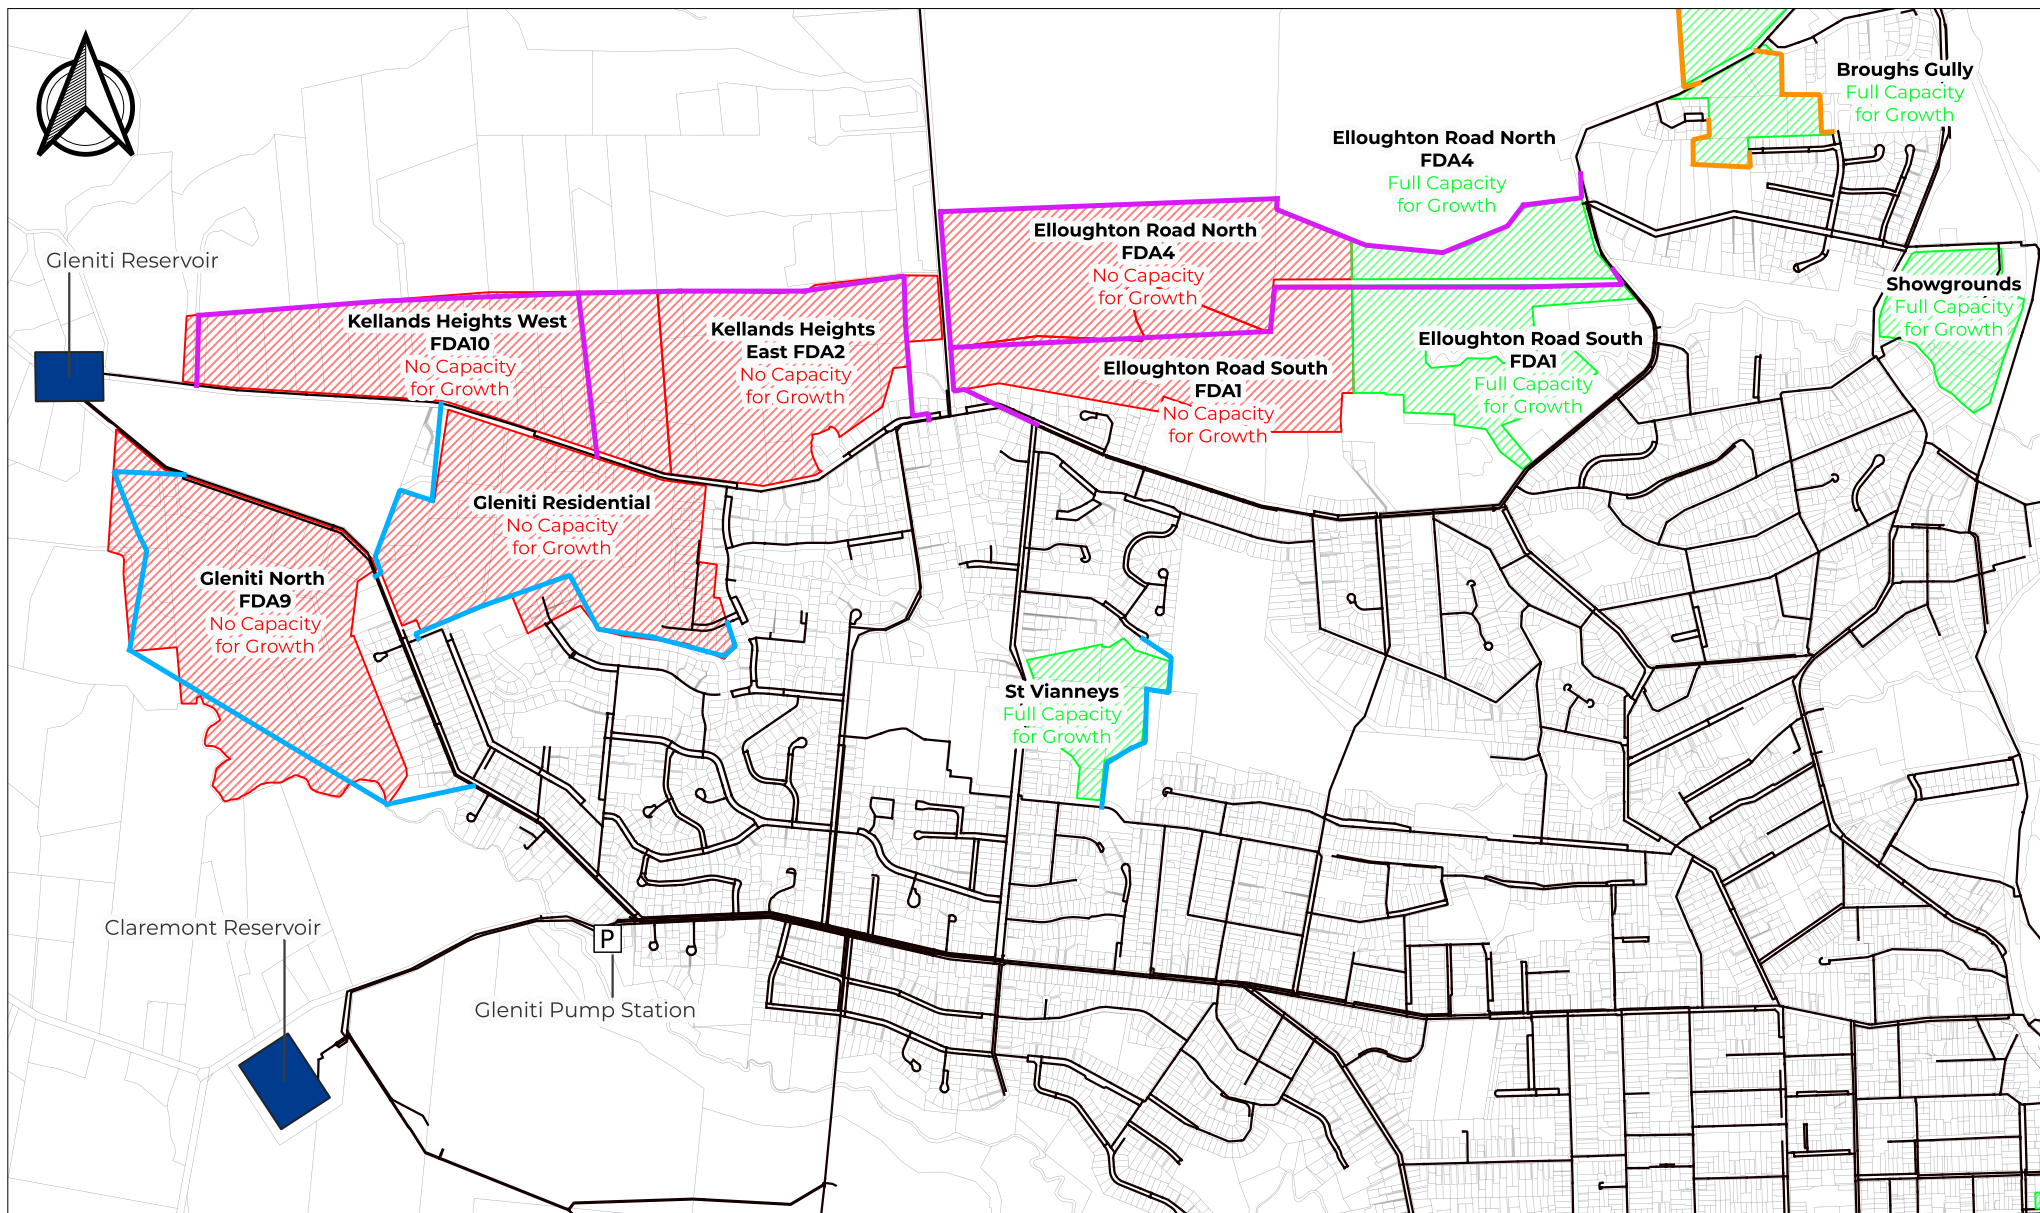 Broughs Gully
Full Capacity
for Growth
Elloughton Road North
FDA4
Full Capacity
for Growth
Elloughton Road North
FDA4
No Capacity
for Growth
Gleniti Reservoir
Showgrounds
Full Capacity
for Growth
Kellands Heights West
FDA10
No Capacity
for Growth
Kellands Heights
East FDA2
No Capacity
for Growth
Elloughton Road South
FDA1
Full Capacity
for Growth
Elloughton Road South
FDA1
No Capacity
for Growth
Gleniti Residential
No Capacity
for Growth
Gleniti North
FDA9
No Capacity
for Growth
St Vianneys
Full Capacity
for Growth
Claremont Reservoir
P
Gleniti Pump Station